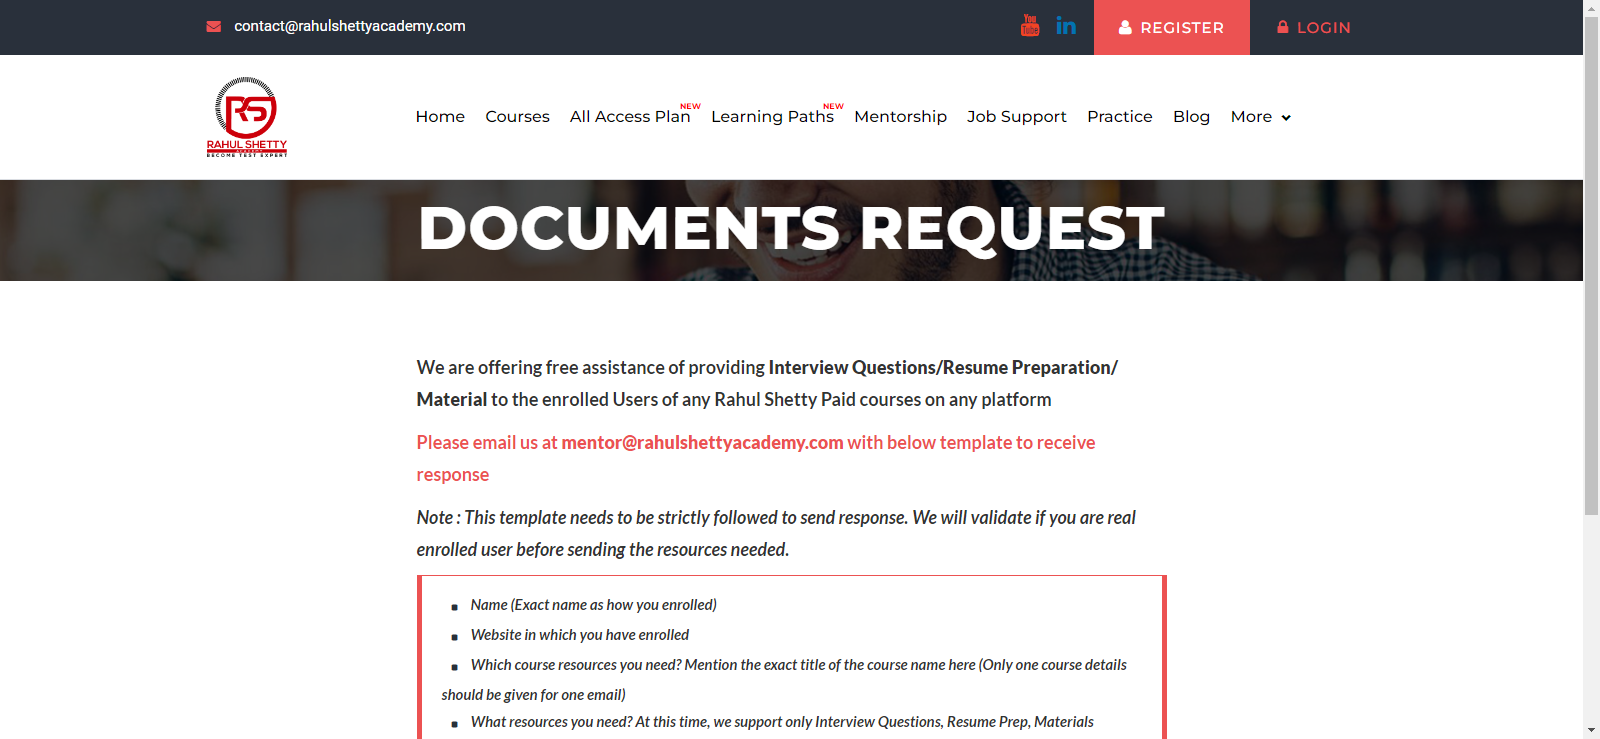 contact@rahulshettyacademy.com
You
Tube
in
REGISTER
LOGIN
RS
RAHUL SHETTY
ACADEMY
BECOME TEST EXPERT
Home
Courses
All Access Plan NEW
Learning Paths NEW
Mentorship
Job Support
Practice
Blog
More
DOCUMENTS REQUEST
We are offering free assistance of providing Interview Questions/Resume Preparation/
Material to the enrolled Users of any Rahul Shetty Paid courses on any platform
Please email us at mentor@rahulshettyacademy.com with below template to receive
response
Note : This template needs to be strictly followed to send response. We will validate if you are real
enrolled user before sending the resources needed.
Name (Exact name as how you enrolled)
Website in which you have enrolled
Which course resources you need? Mention the exact title of the course name here (Only one course details
should be given for one email)
What resources you need? At this time, we support only Interview Questions, Resume Prep, Materials